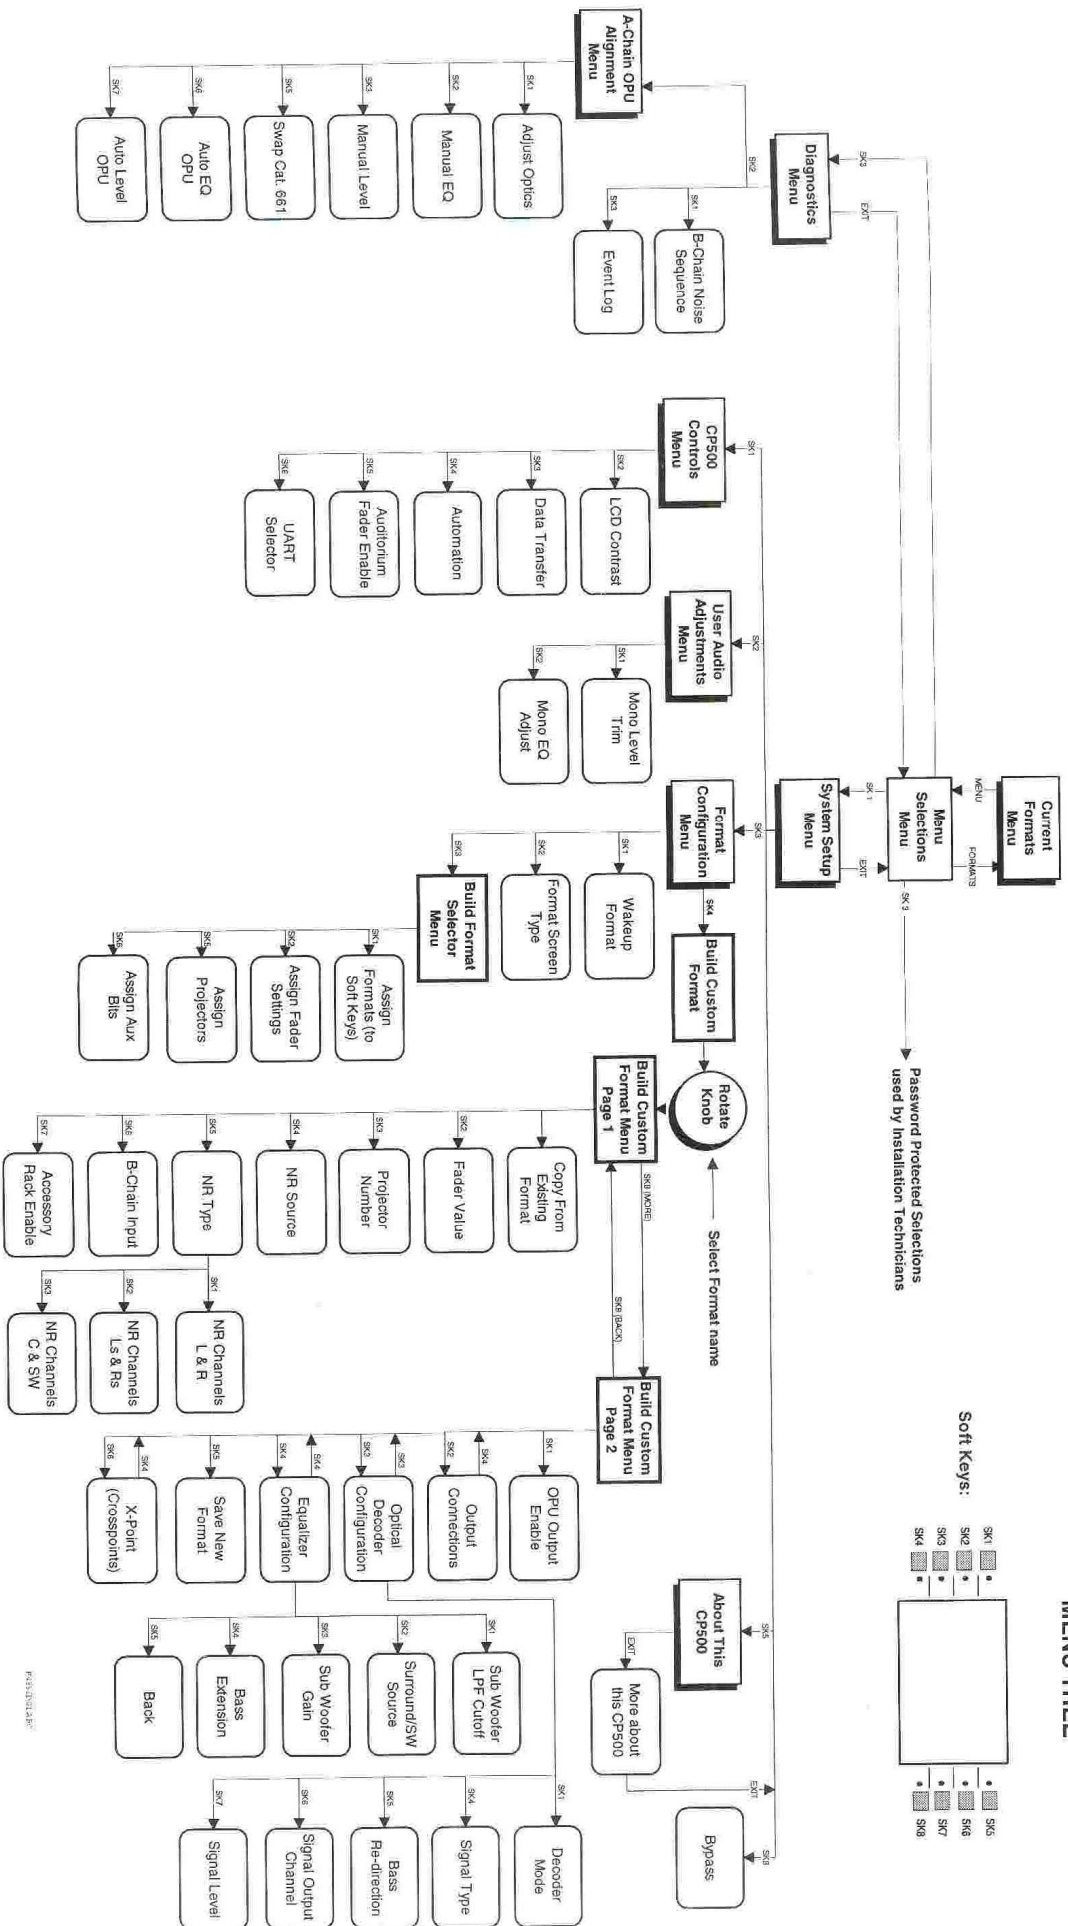 MENU TREE
Soft Keys:
SK1
SK2
SK3
SK4
SK5
SK6
SK7
SK8
Current
Formats
Menu
MENU
FORMATS
Menu
Selections
Menu
SK 3
Password Protected Selections
used by Installation Technicians
SK3
EXIT
SK 1
EXIT
Diagnostics
Menu
System Setup
Menu
SK2
SK1
B-Chain Noise
Sequence
SK3
Event Log
A-Chain OPU
Alignment
Menu
SK1
Adjust Optics
SK2
Manual EQ
SK3
Manual Level
SK5
Swap Cat. 661
SK6
Auto EQ
OPU
SK7
Auto Level
OPU
SK1
SK2
SK3
SK5
SK8
CP500
Controls
Menu
SK2
LCD Contrast
SK3
Data Transfer
SK4
Automation
SK5
Auditorium
Fader Enable
SK6
UART
Selector
User Audio
Adjustments
Menu
SK1
Mono Level
Trim
SK2
Mono EQ
Adjust
Format
Configuration
Menu
SK4
SK1
Wakeup
Format
SK2
Format Screen
Type
SK3
Build Format
Selector
Menu
SK1
Assign
Formats (to
Soft Keys)
SK2
Assign Fader
Settings
SK5
Assign
Projectors
SK6
Assign Aux
Bits
Build Custom
Format
Rotate
Knob
Select Format name
Build Custom
Format Menu
Page 1
SK8 (MORE)
SK8 (BACK)
Copy From
Existing
Format
SK2
Fader Value
SK3
Projector
Number
SK4
NR Source
SK5
NR Type
SK6
B-Chain Input
SK7
Accessory
Rack Enable
SK1
NR Channels
L & R
SK2
NR Channels
Ls & Rs
SK3
NR Channels
C & SW
Build Custom
Format Menu
Page 2
SK1
OPU Output
Enable
SK4
SK2
Output
Connections
SK3
SK3
Optical
Decoder
Configuration
SK4
SK4
Equalizer
Configuration
SK5
Save New
Format
SK4
SK6
X-Point
(Crosspoints)
SK1
Sub Woofer
LPF Cutoff
SK2
Surround/SW
Source
SK3
Sub Woofer
Gain
SK4
Bass
Extension
SK5
Back
About This
CP500
EXIT
More about
this CP500
EXIT
Bypass
SK1
Decoder
Mode
SK4
Signal Type
SK5
Bass
Re-direction
SK6
Signal Output
Channel
SK7
Signal Level